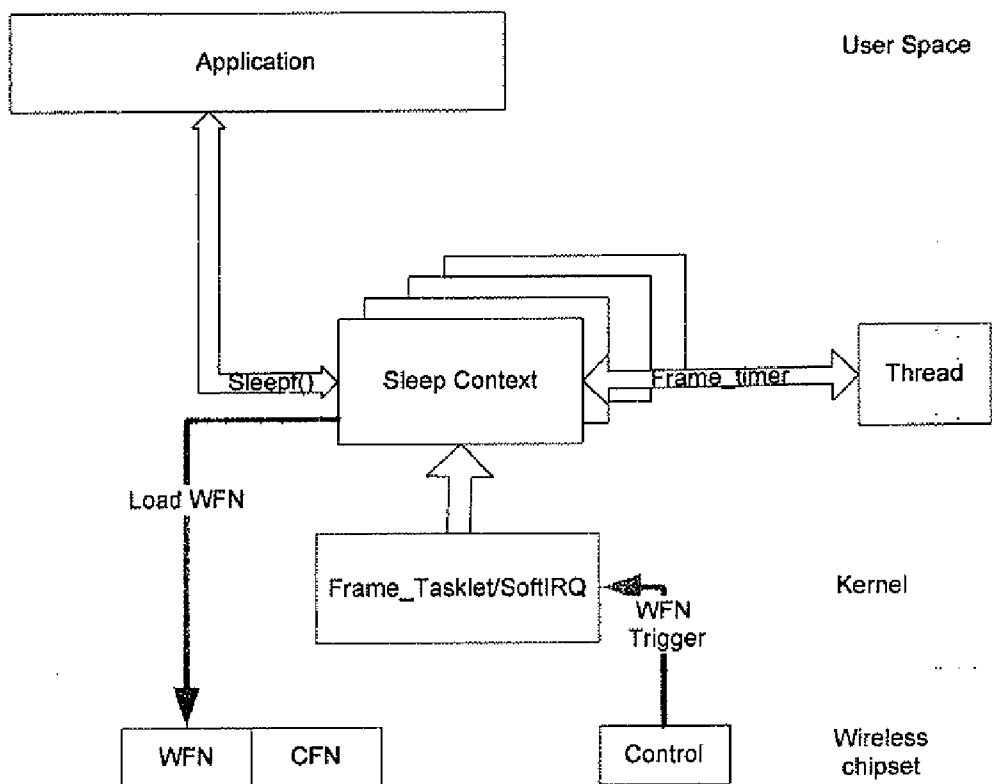 User Space
Application
Sleepf()
Sleep Context
Frame_timer
Thread
Load WFN
Frame_Tasklet/SoftIRQ
Kernel
WFN
Trigger
WFN
CFN
Control
Wireless
chipset